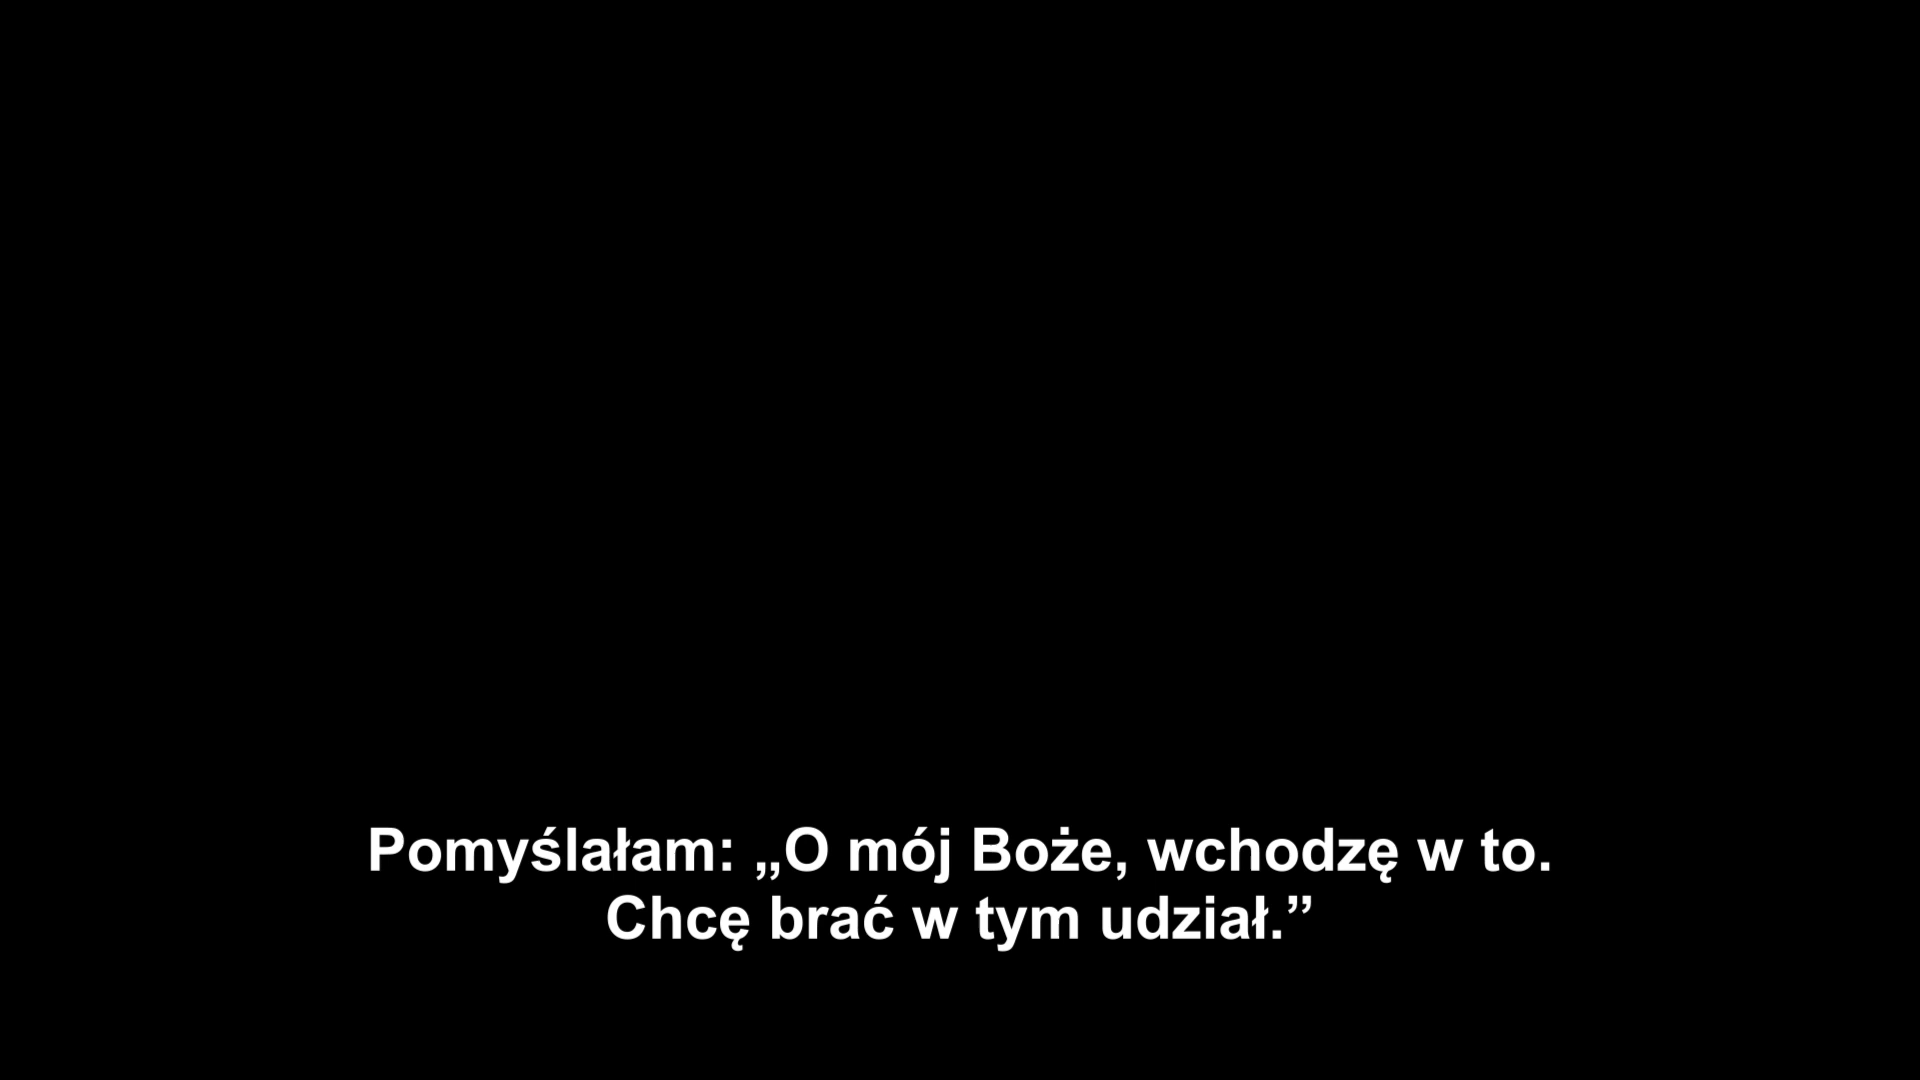 Pomyślałam: „O mój Boże, wchodzę w to.
Chcę brać w tym udział.”